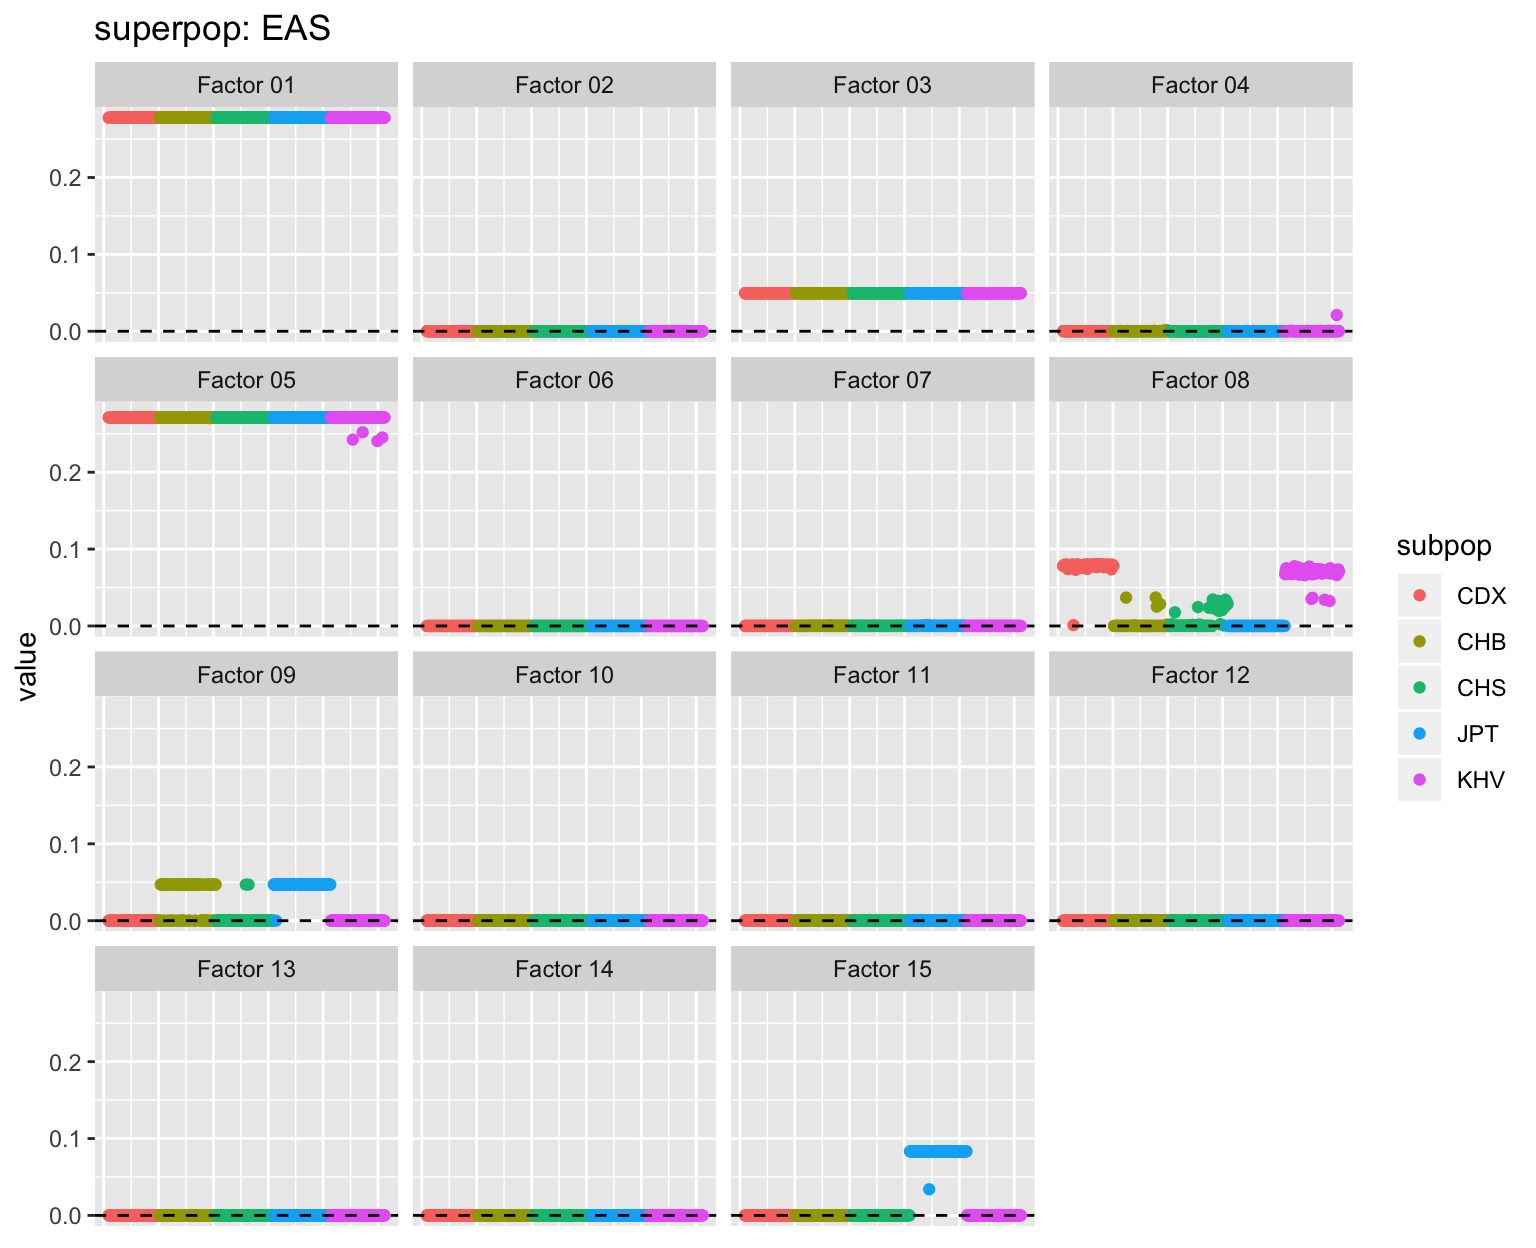 superpop: EAS
Factor 01
Factor 02
Factor 03
Factor 04
0.2
0.1
0.0
Factor 05
Factor 06
Factor 07
Factor 08
0.2
0.1
0.0
Factor 09
Factor 10
Factor 11
Factor 12
0.2
0.1
0.0
Factor 13
Factor 14
Factor 15
0.2
0.1
0.0
value
subpop
CDX
CHB
CHS
JPT
KHV